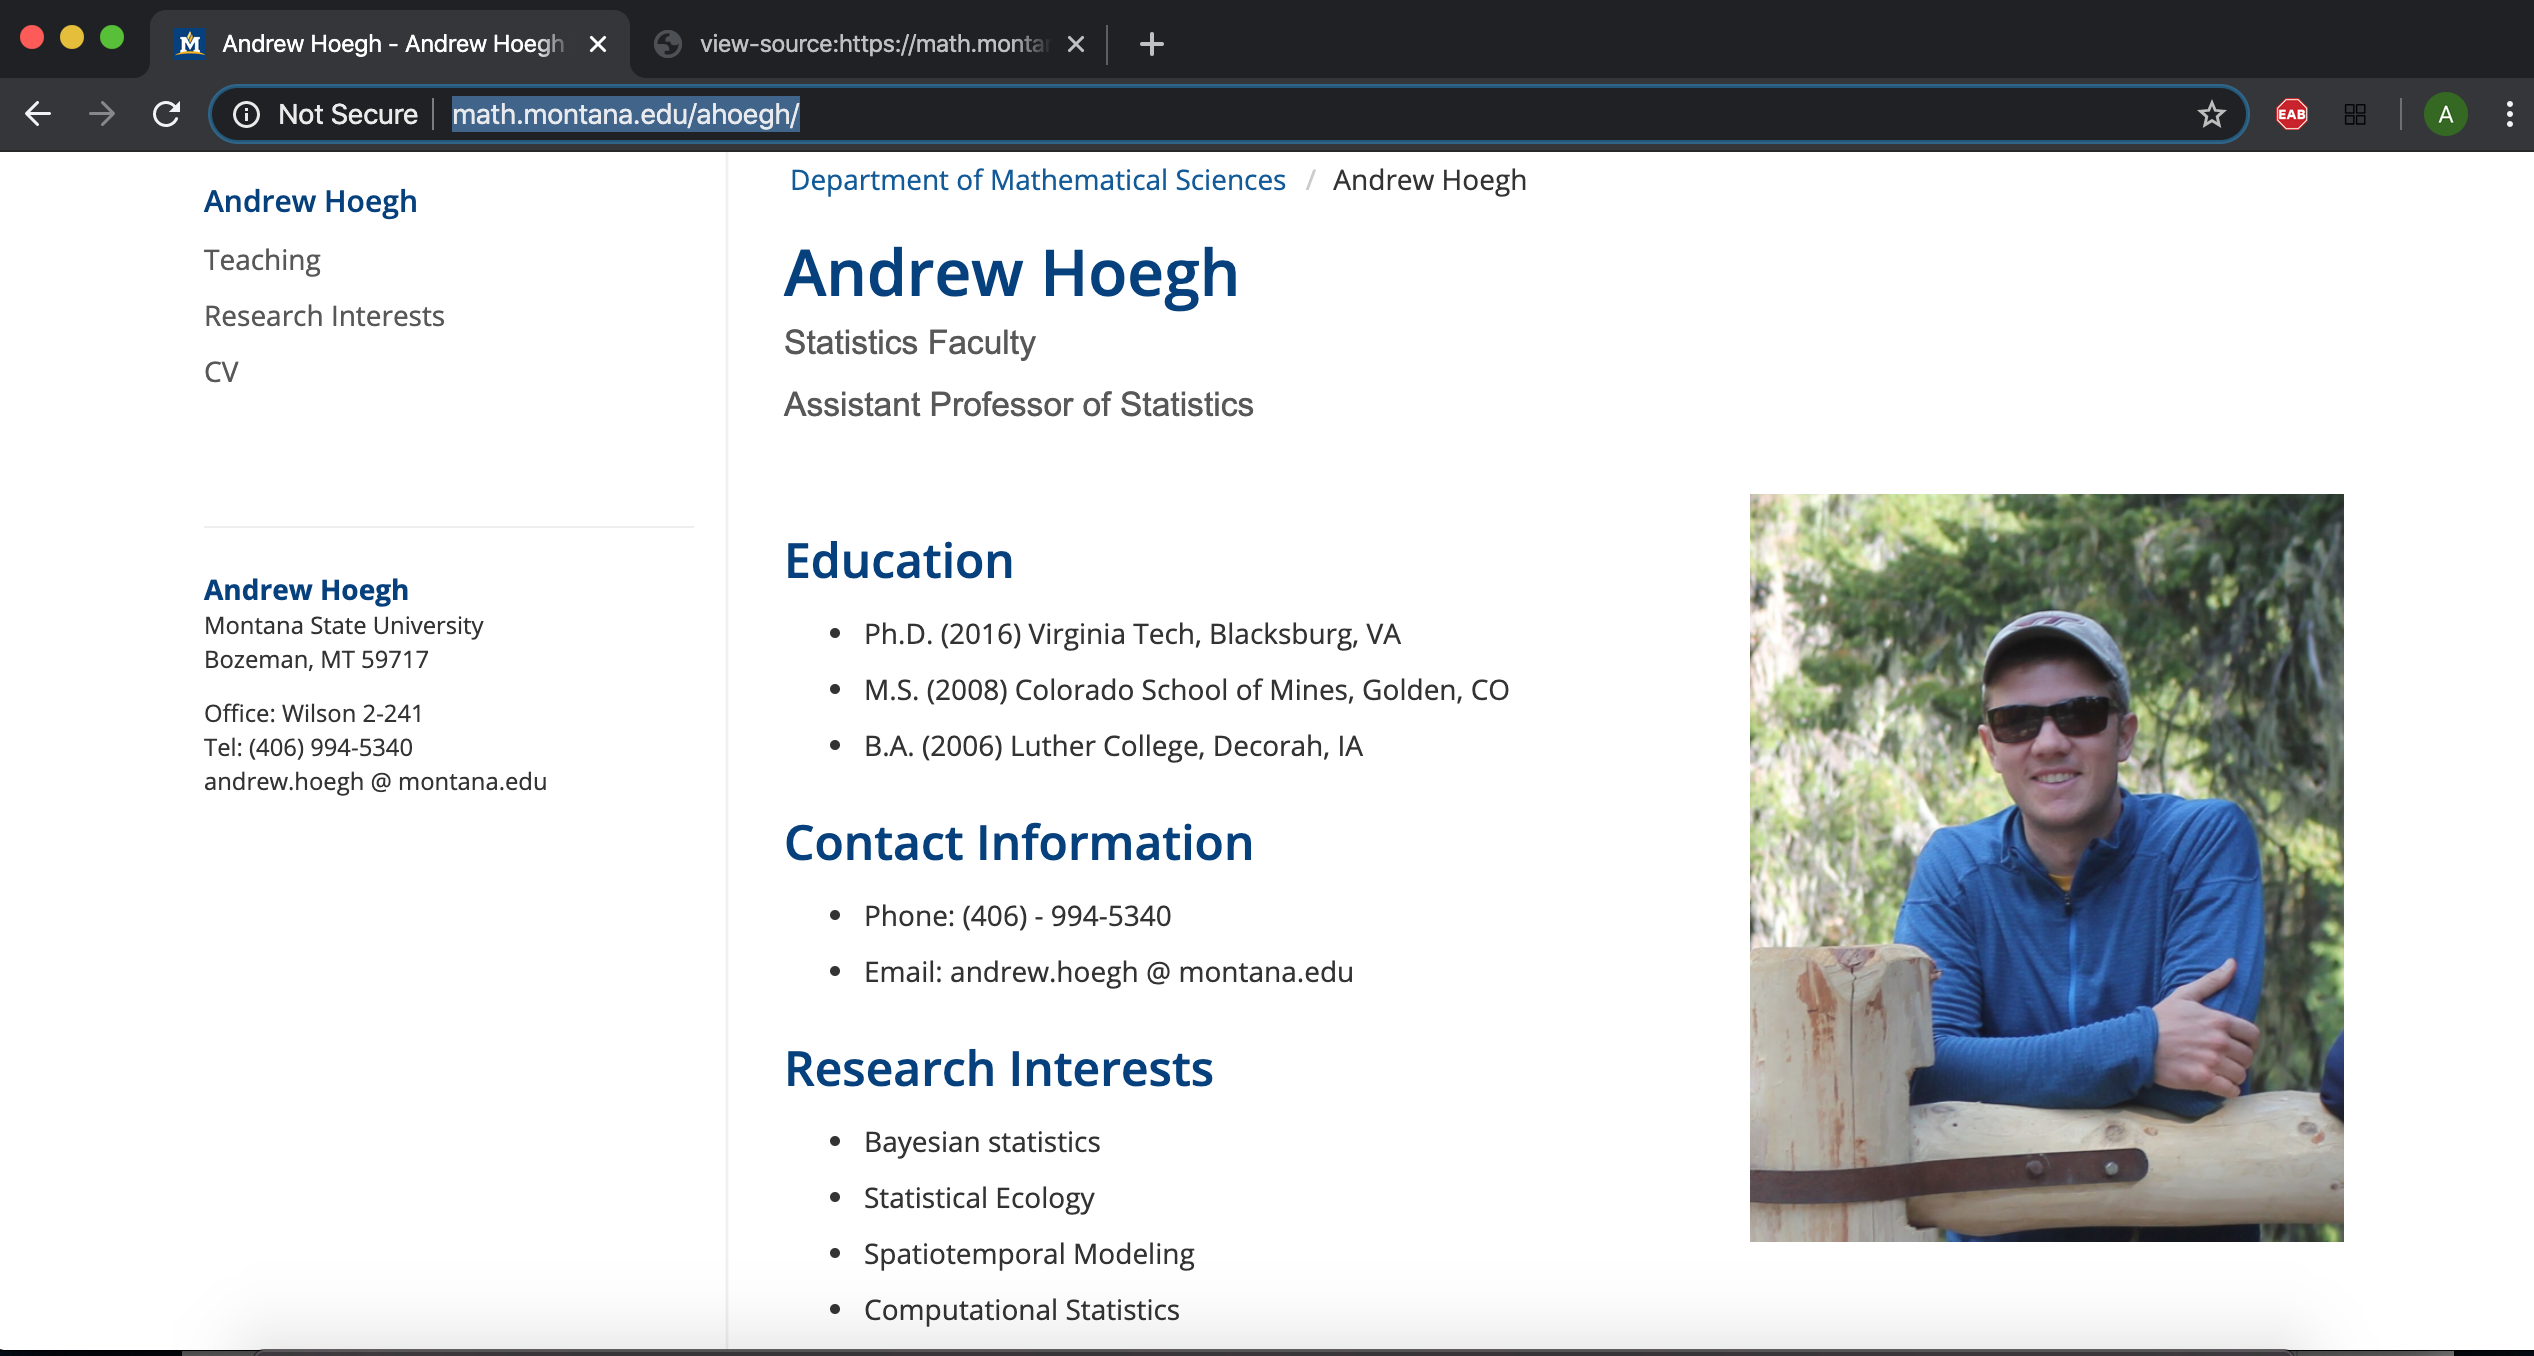 Andrew Hoegh - Andrew Hoegh
view-source:https://math.monta
Not Secure
math.montana.edu/ahoegh/
EAB
A
Andrew Hoegh
Teaching
Research Interests
CV
Andrew Hoegh
Montana State University
Bozeman, MT 59717
Office: Wilson 2-241
Tel: (406) 994-5340
andrew.hoegh @ montana.edu
Department of Mathematical Sciences / Andrew Hoegh
Andrew Hoegh
Statistics Faculty
Assistant Professor of Statistics
Education
• Ph.D. (2016) Virginia Tech, Blacksburg, VA
• M.S. (2008) Colorado School of Mines, Golden, CO
• B.A. (2006) Luther College, Decorah, IA
Contact Information
• Phone: (406) - 994-5340
• Email: andrew.hoegh @ montana.edu
Research Interests
• Bayesian statistics
• Statistical Ecology
• Spatiotemporal Modeling
• Computational Statistics